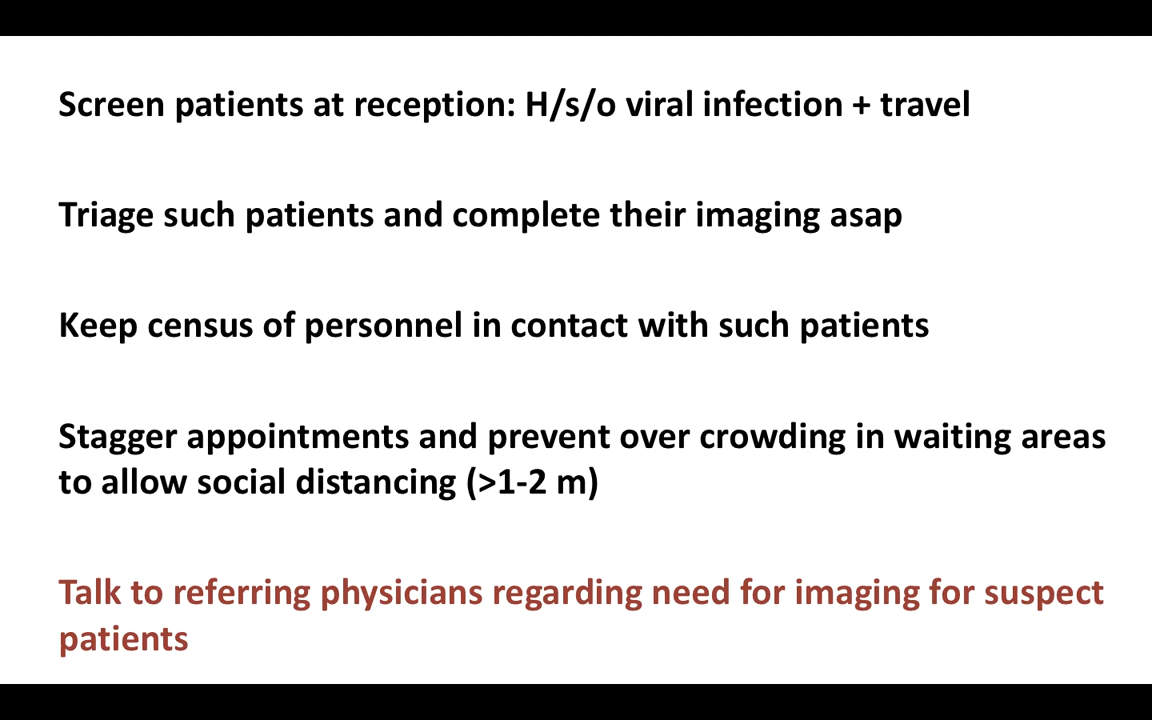 Screen patients at reception: H/s/o viral infection + travel
Triage such patients and complete their imaging asap
Keep census of personnel in contact with such patients
Stagger appointments and prevent over crowding in waiting areas
to allow social distancing (>1-2 m)
Talk to referring physicians regarding need for imaging for suspect
patients